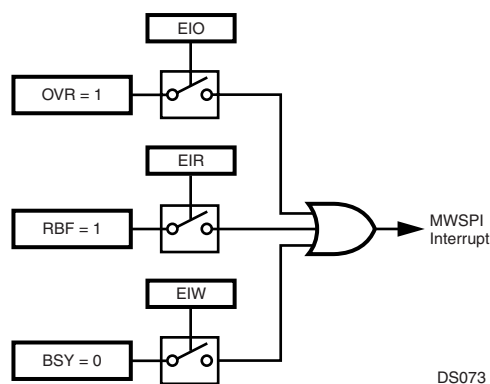 EIO
OVR = 1
EIR
RBF = 1
MWSPI
Interrupt
EIW
BSY = 0
DS073